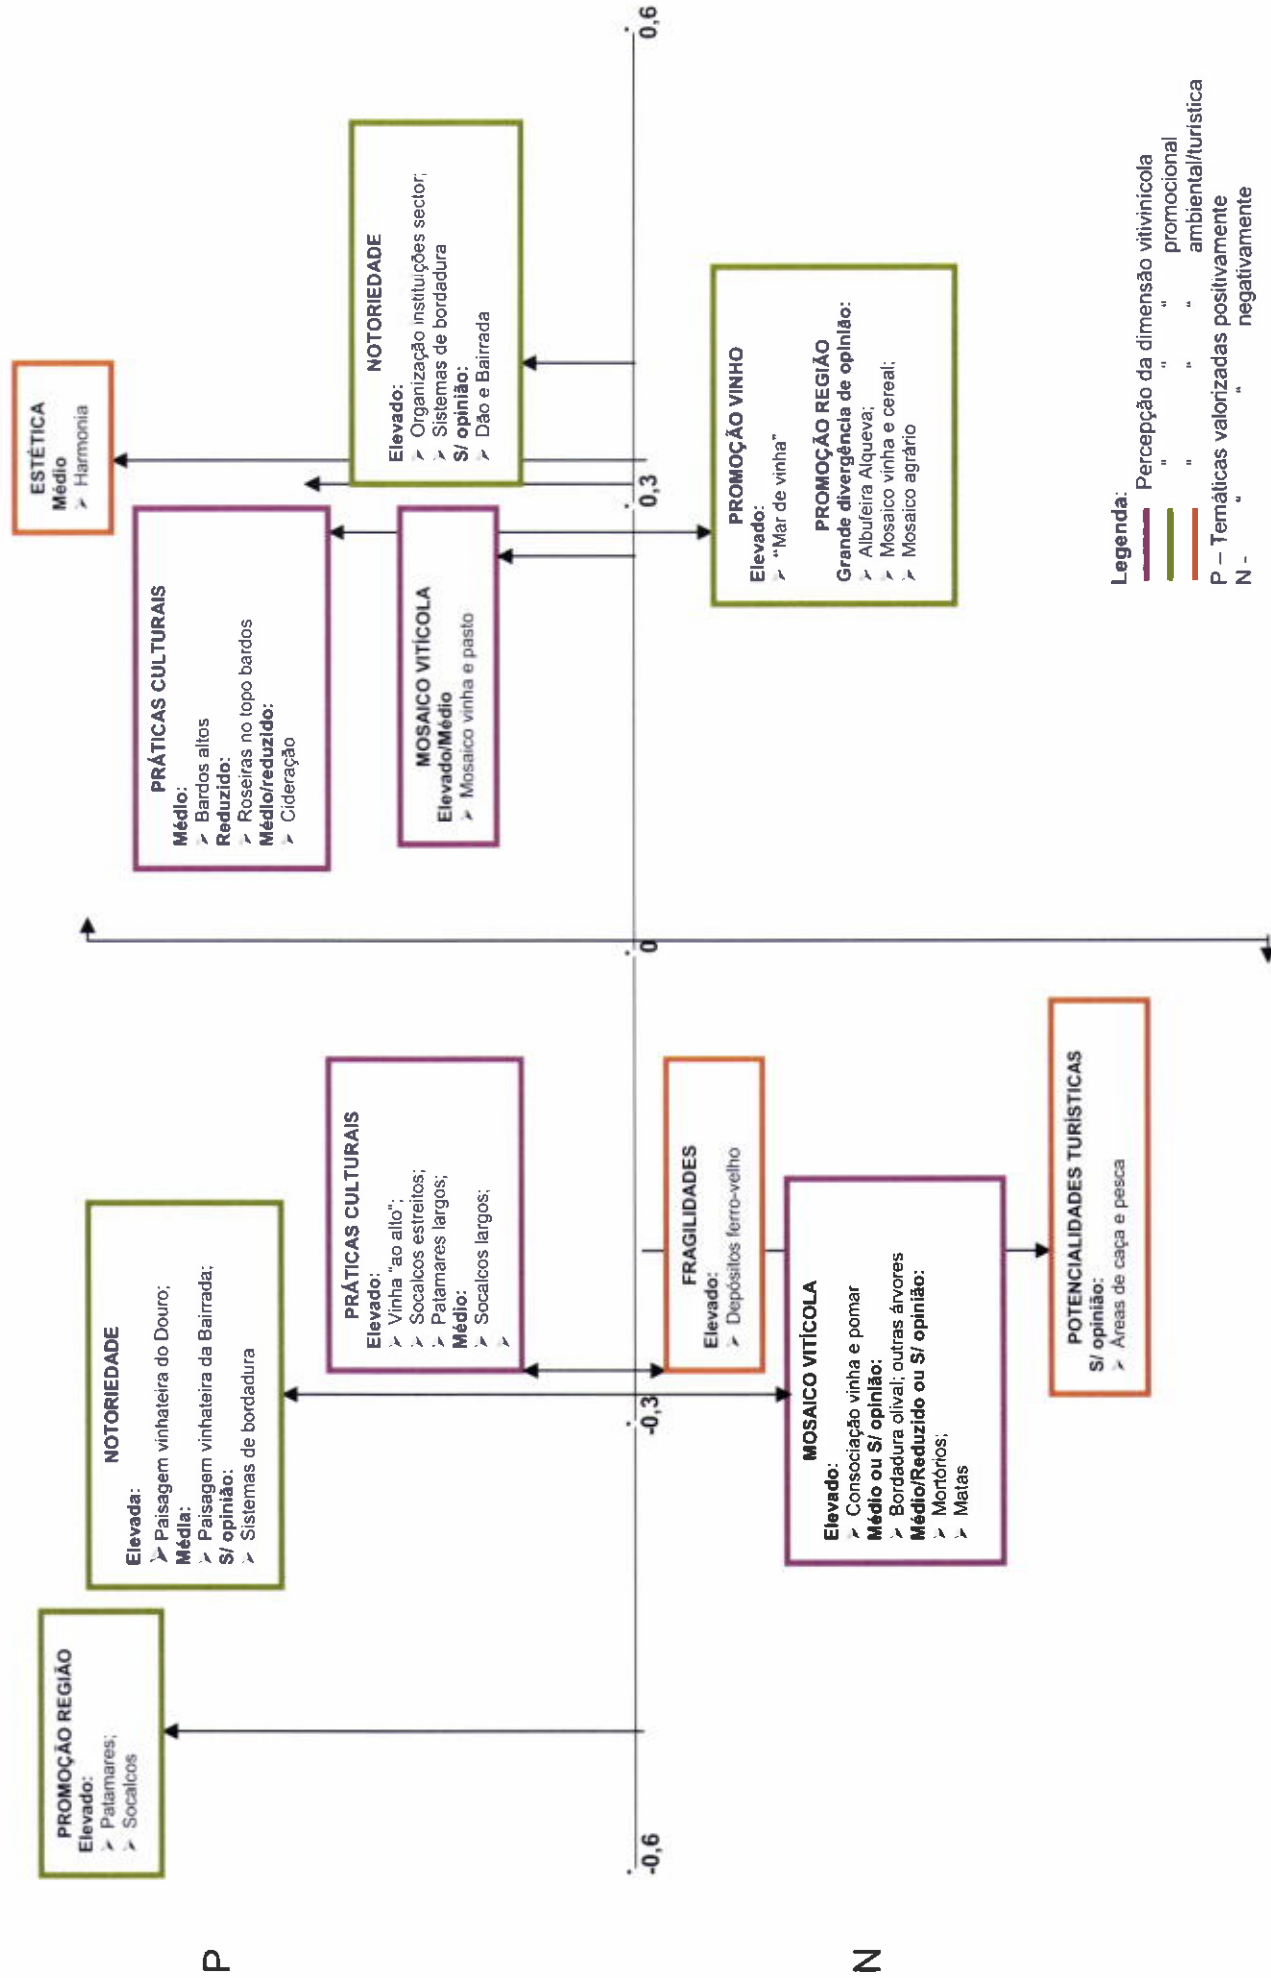 P
PROMOÇÃO REGIÃO
Elevado:
➢ Patamares;
➢ Socalcos
NOTORIEDADE
Elevada:
➢ Paisagem vinhateira do Douro;
Média:
➢ Paisagem vinhateira da Bairrada;
S/ opinião:
➢ Sistemas de bordadura
PRÁTICAS CULTURAIS
Elevado:
➢ Vinha "ao alto";
➢ Socalcos estreitos;
➢ Patamares largos;
Médio:
➢ Socalcos largos;
➢
PRÁTICAS CULTURAIS
Médio:
➢ Bardos altos
Reduzido:
➢ Roseiras no topo bardos
Médio/reduzido:
➢ Cideração
MOSAICO VITÍCOLA
Elevado/Médio
➢ Mosaico vinha e pasto
ESTÉTICA
Médio
➢ Harmonia
NOTORIEDADE
Elevado:
➢ Organização instituições sector;
➢ Sistemas de bordadura
S/ opinião:
➢ Dão e Bairrada
-0,6
-0,3
0
0,3
0,6
N
FRAGILIDADES
Elevado:
➢ Depósitos ferro-velho
MOSAICO VITÍCOLA
Elevado:
➢ Consociação vinha e pomar
Médio ou S/ opinião:
➢ Bordadura olival; outras árvores
Médio/Reduzido ou S/ opinião:
➢ Mortórios;
➢ Matas
POTENCIALIDADES TURÍSTICAS
S/ opinião:
➢ Áreas de caça e pesca
PROMOÇÃO VINHO
Elevado:
➢ "Mar de vinha"
PROMOÇÃO REGIÃO
Grande divergência de opinião:
➢ Albufeira Alqueva;
➢ Mosaico vinha e cereal;
➢ Mosaico agrário
Legenda:
Percepção da dimensão vitivinícola
" " " promocional
" " " ambiental/turística
P – Temáticas valorizadas positivamente
N - " " negativamente